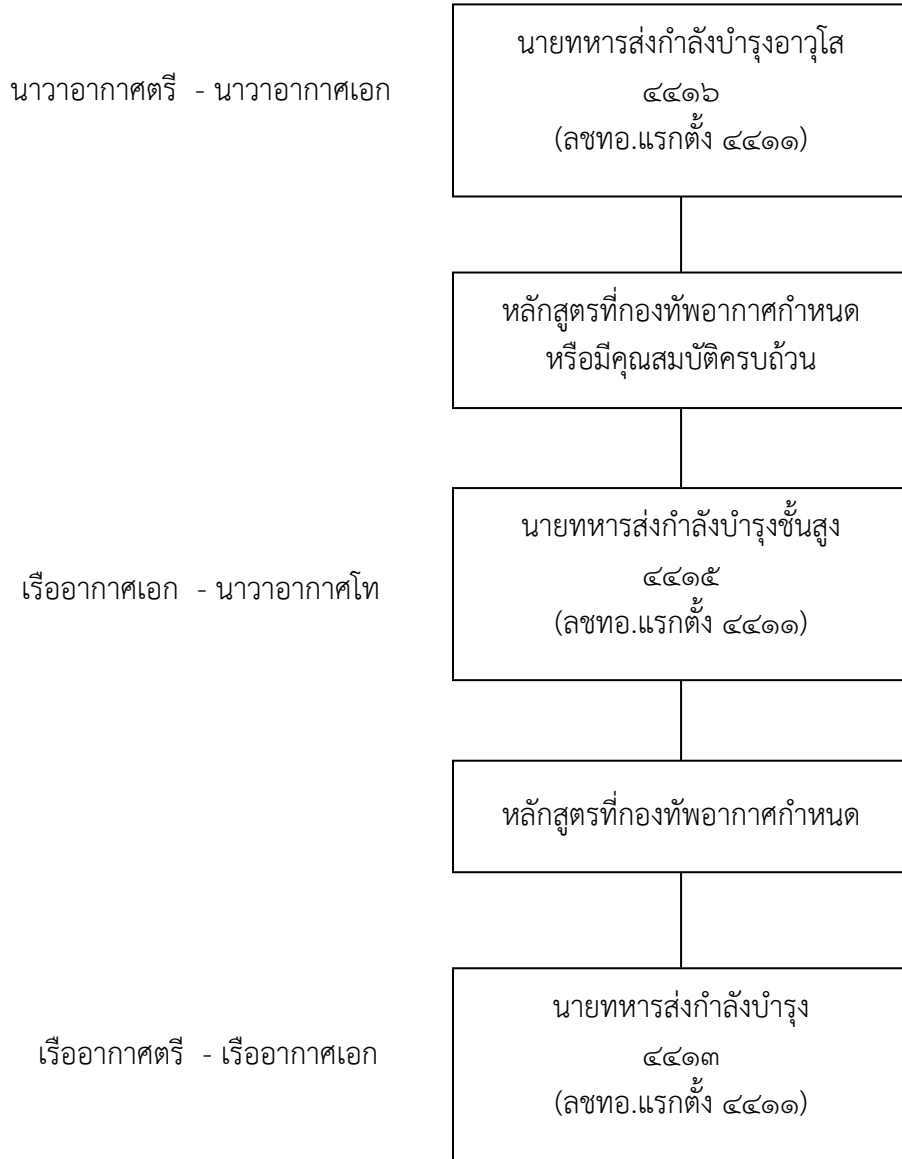 นายทหารส่งกำลังบำรุงอาวุโส
นาวาอากาศตรี - นาวาอากาศเอก
๔๔๑๖
(ลชทอ.แรกตั้ง ๔๔๑๑)
หลักสูตรที่กองทัพอากาศกำหนด
หรือมีคุณสมบัติครบถ้วน
นายทหารส่งกำลังบำรุงชั้นสูง
เรืออากาศเอก - นาวาอากาศโท
๔๔๑๕
(ลชทอ.แรกตั้ง ๔๔๑๑)
หลักสูตรที่กองทัพอากาศกำหนด
นายทหารส่งกำลังบำรุง
เรืออากาศตรี - เรืออากาศเอก
๔๔๑๓
(ลชทอ.แรกตั้ง ๔๔๑๑)